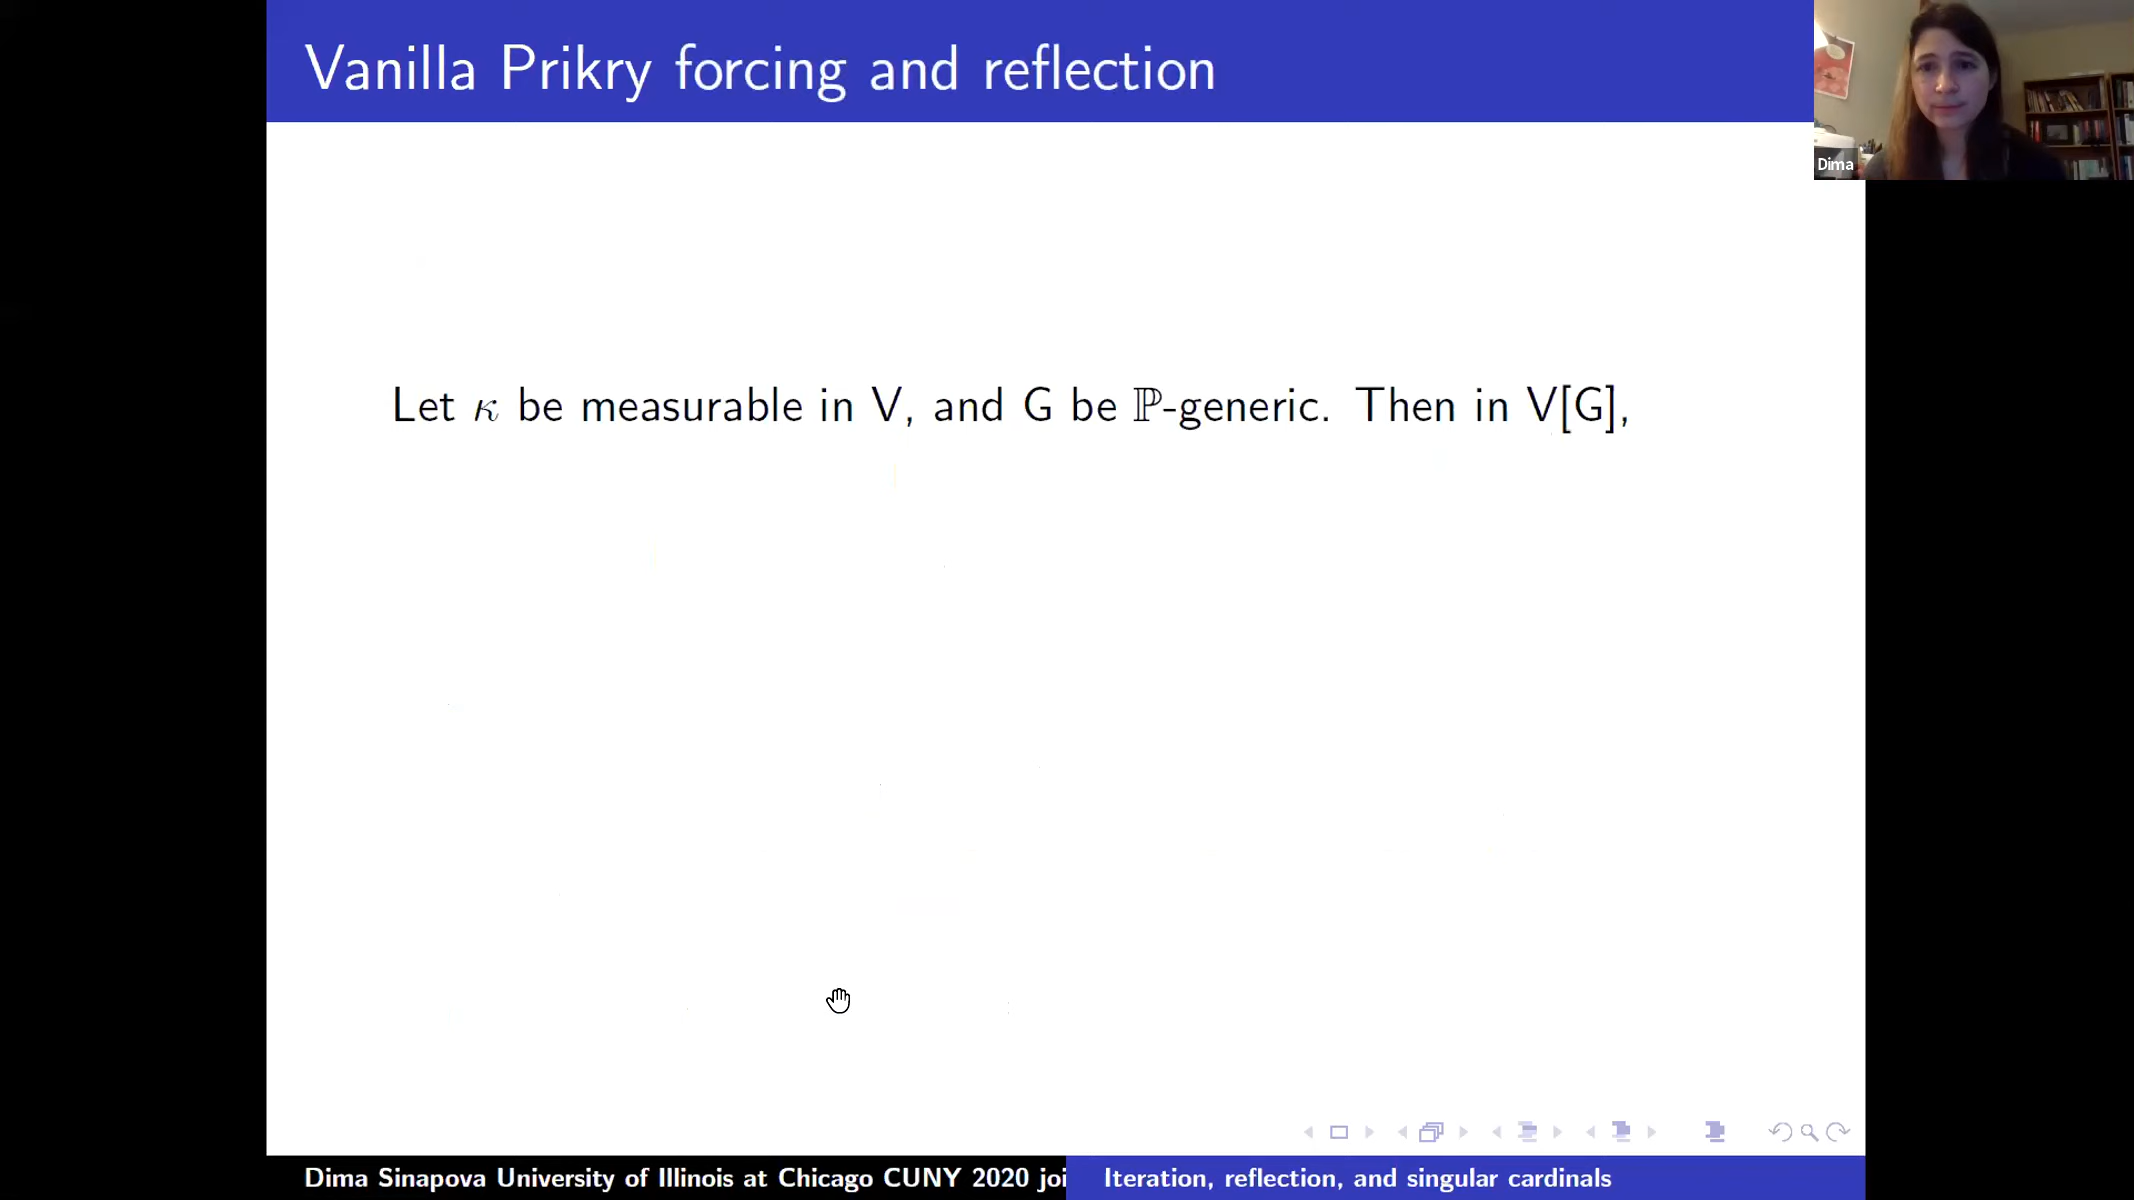 Vanilla Prikry forcing and reflection
Dima
Let κ be measurable in V, and G be ℙ-generic. Then in V[G],
Dima Sinapova University of Illinois at Chicago CUNY 2020 joi
Iteration, reflection, and singular cardinals